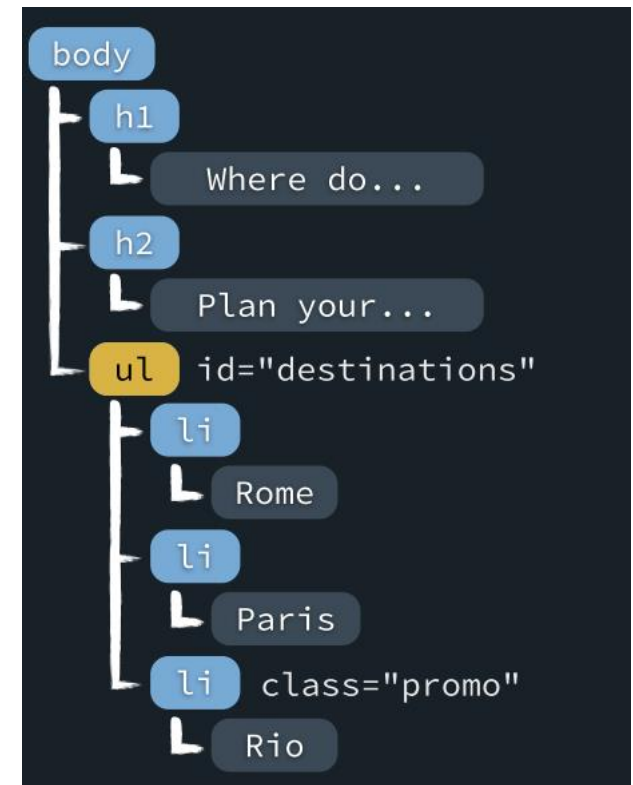 body
h1
Where do...
h2
Plan your...
ul id="destinations"
li
Rome
li
Paris
li class="promo"
Rio